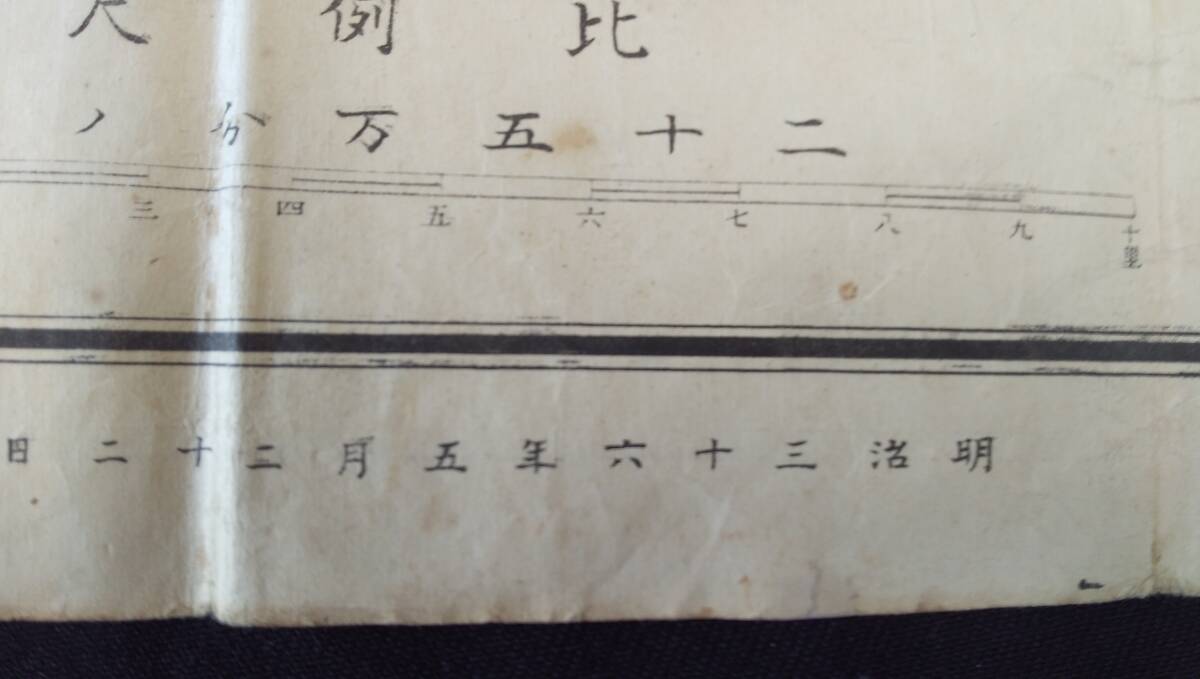 比例尺
二十五万分ノ
三 四 五 六 七 八 九 十里
明治三十六年五月二十二日